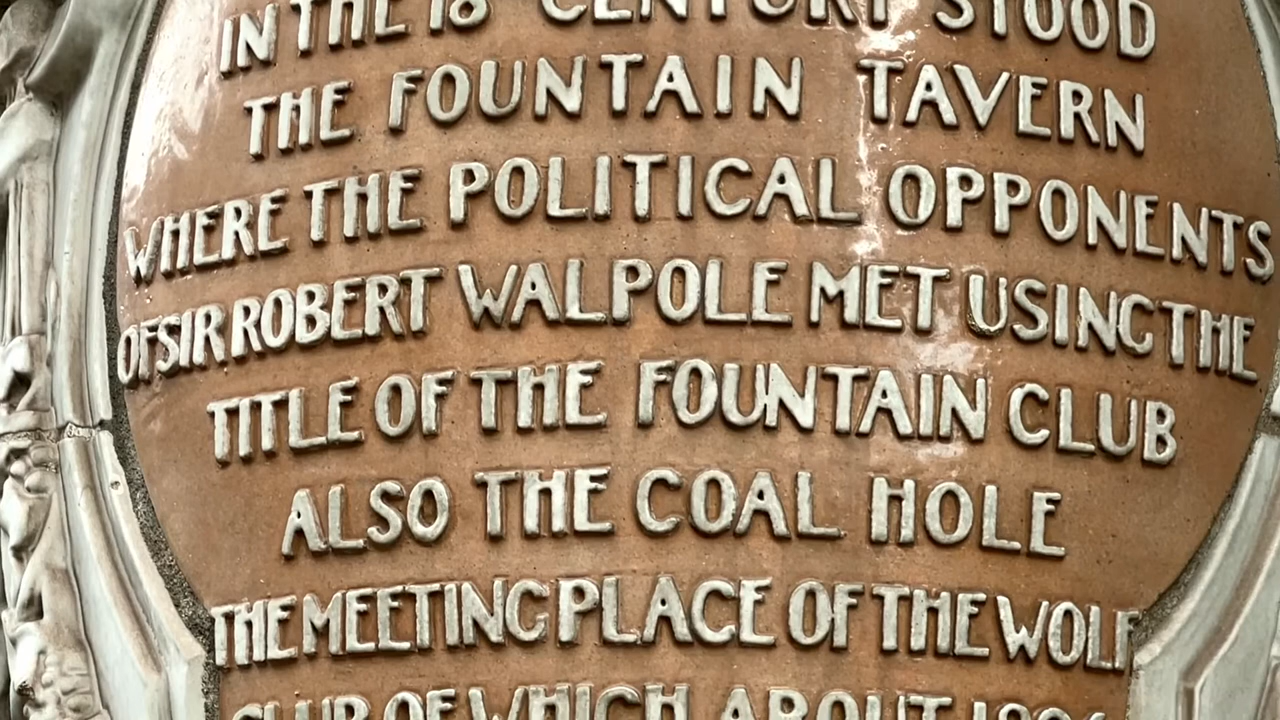 IN THE 18 CENTURY STOOD
THE FOUNTAIN TAVERN
WHERE THE POLITICAL OPPONENTS
OF SIR ROBERT WALPOLE MET USING THE
TITLE OF THE FOUNTAIN CLUB
ALSO THE COAL HOLE
THE MEETING PLACE OF THE WOLF
CLUB OF WHICH ABOUT